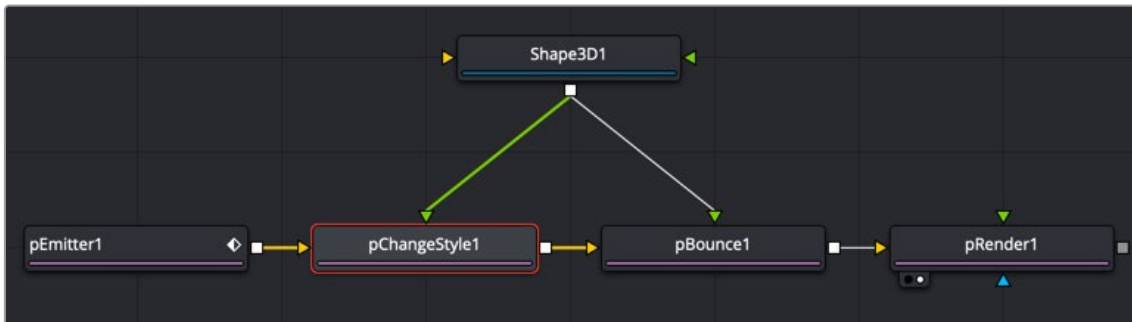 Shape3D1
pEmitter1
pChangeStyle1
pBounce1
pRender1